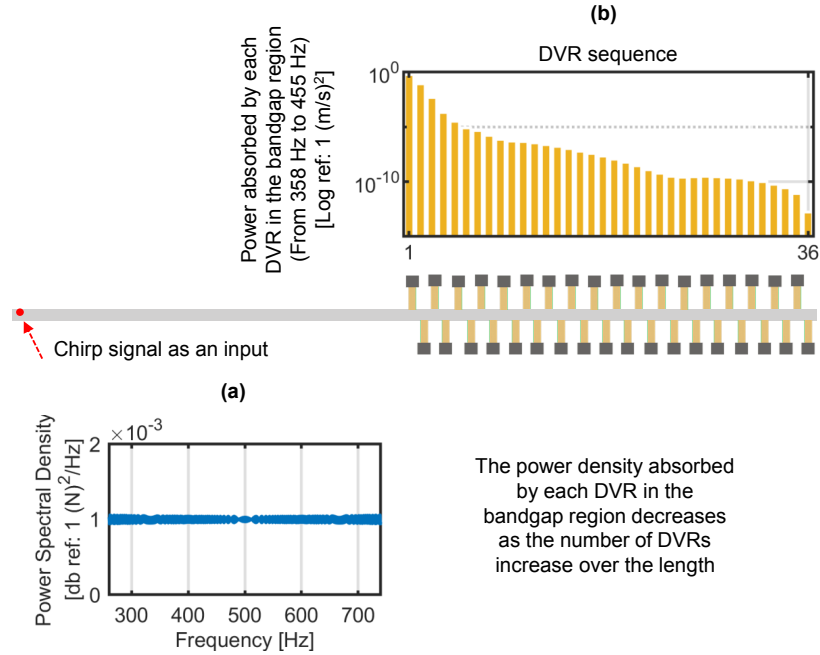 (b)
DVR sequence
Power absorbed by each
DVR in the bandgap region
(From 358 Hz to 455 Hz)
[Log ref: 1 (m/s)²]
10⁰
10⁻¹⁰
1
36
Chirp signal as an input
(a)
×10⁻³
Power Spectral Density
[db ref: 1 (N)²/Hz]
2
1
0
300
400
500
600
700
Frequency [Hz]
The power density absorbed
by each DVR in the
bandgap region decreases
as the number of DVRs
increase over the length